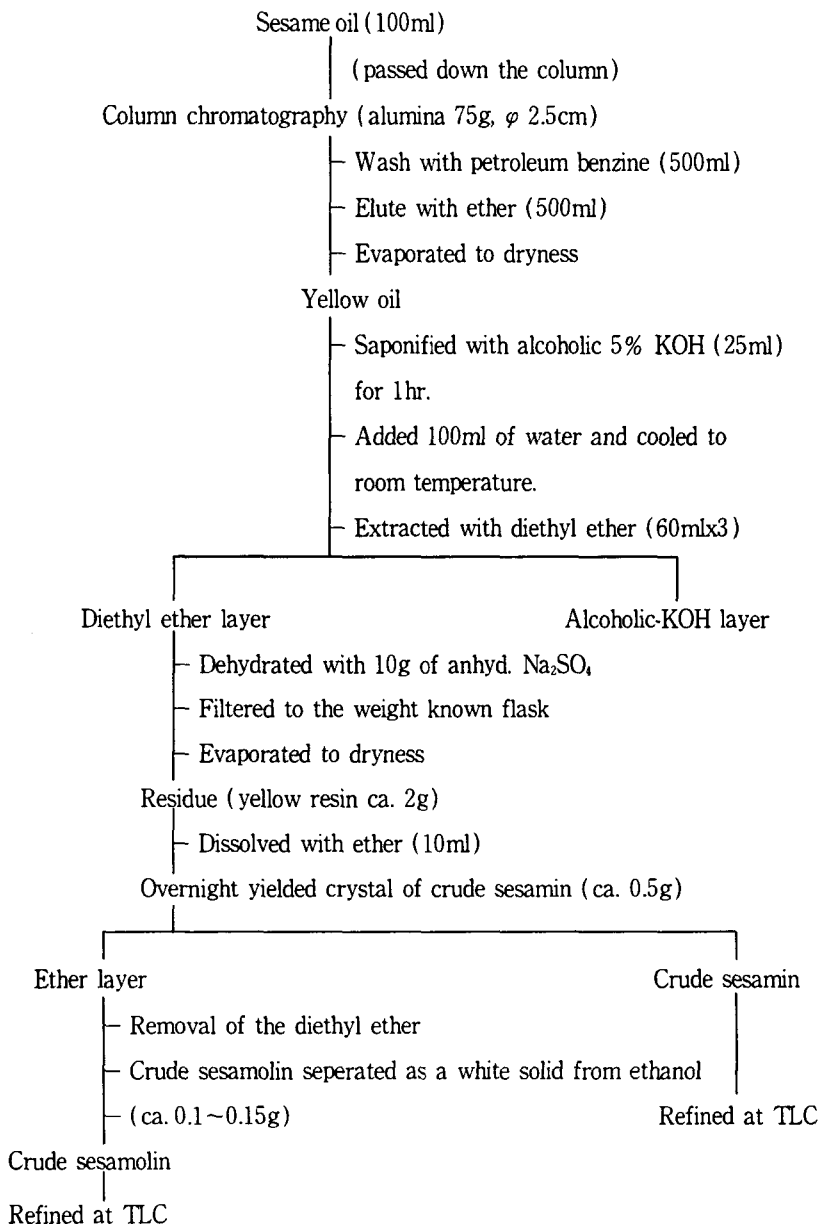 Sesame oil (100ml)
(passed down the column)
Column chromatography (alumina 75g, φ 2.5cm)
Wash with petroleum benzine (500ml)
Elute with ether (500ml)
Evaporated to dryness
Yellow oil
Saponified with alcoholic 5% KOH (25ml)
for 1hr.
Added 100ml of water and cooled to
room temperature.
Extracted with diethyl ether (60mlx3)
Diethyl ether layer
Alcoholic-KOH layer
Dehydrated with 10g of anhyd. Na₂SO₄
Filtered to the weight known flask
Evaporated to dryness
Residue (yellow resin ca. 2g)
Dissolved with ether (10ml)
Overnight yielded crystal of crude sesamin (ca. 0.5g)
Ether layer
Crude sesamin
Removal of the diethyl ether
Crude sesamolin seperated as a white solid from ethanol
(ca. 0.1~0.15g)
Refined at TLC
Crude sesamolin
Refined at TLC